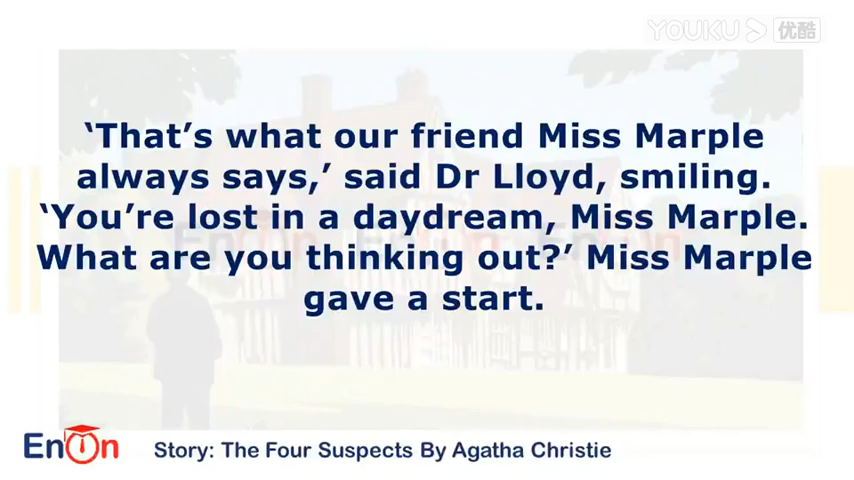 YOUKU 优酷
‘That’s what our friend Miss Marple
always says,’ said Dr Lloyd, smiling.
‘You’re lost in a daydream, Miss Marple.
What are you thinking out?’ Miss Marple
gave a start.
EnOn
Story: The Four Suspects By Agatha Christie